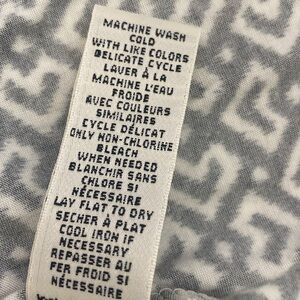 MACHINE WASH
COLD
WITH LIKE COLORS
DELICATE CYCLE
LAVER À LA
MACHINE L'EAU
FROIDE
AVEC COULEURS
SIMILAIRES
CYCLE DÉLICAT
ONLY NON-CHLORINE
BLEACH
WHEN NEEDED
BLANCHIR SANS
CHLORE SI
NÉCESSAIRE
LAY FLAT TO DRY
SECHER À PLAT
COOL IRON IF
NECESSARY
REPASSER AU
FER FROID SI
NÉCESSAIRE